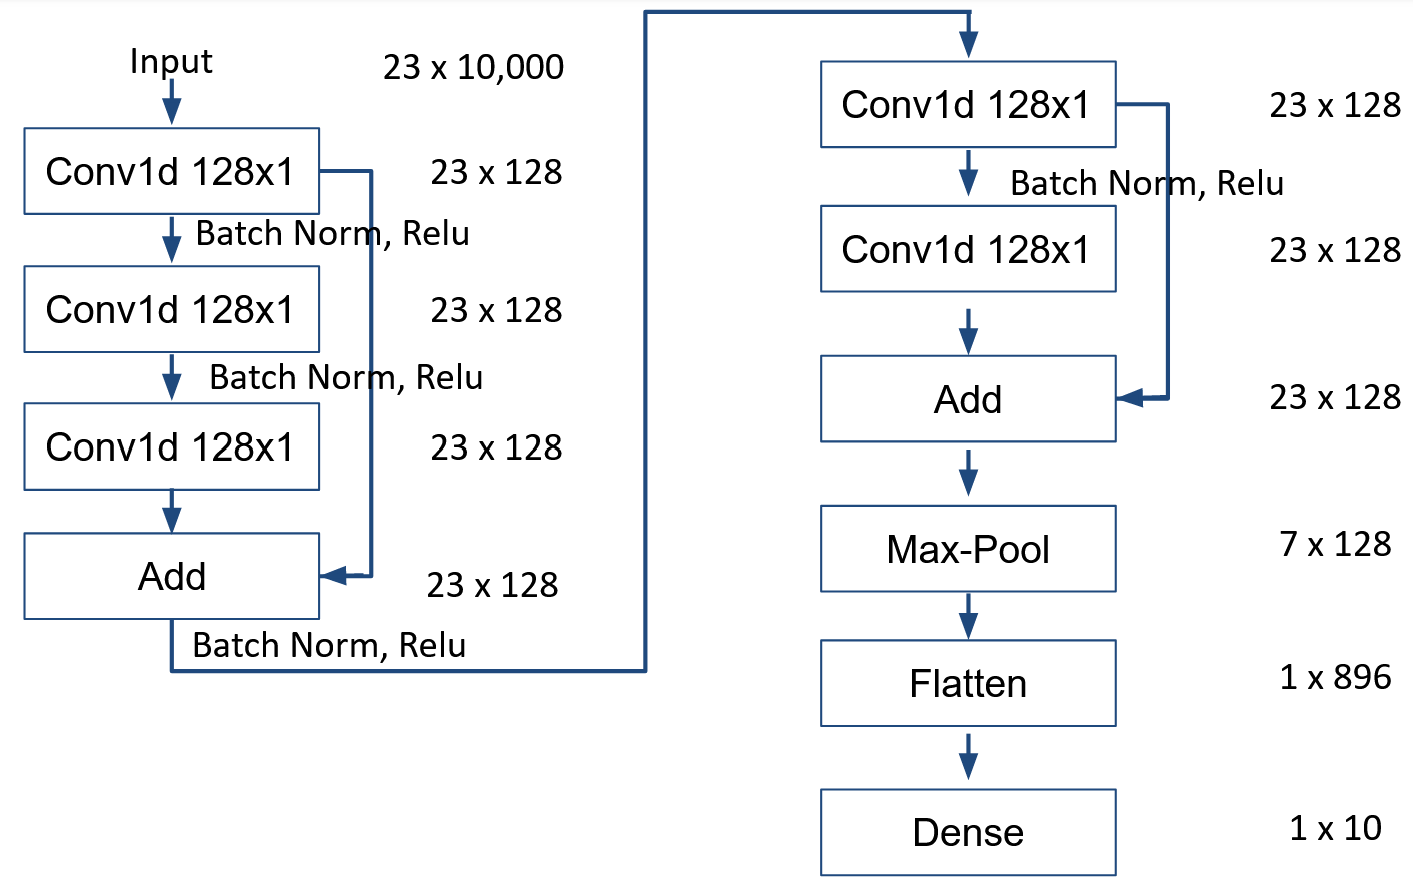 Input
23 x 10,000
Conv1d 128x1
23 x 128
Batch Norm, Relu
Conv1d 128x1
23 x 128
Batch Norm, Relu
Conv1d 128x1
23 x 128
Add
23 x 128
Batch Norm, Relu
Conv1d 128x1
23 x 128
Batch Norm, Relu
Conv1d 128x1
23 x 128
Add
23 x 128
Max-Pool
7 x 128
Flatten
1 x 896
Dense
1 x 10